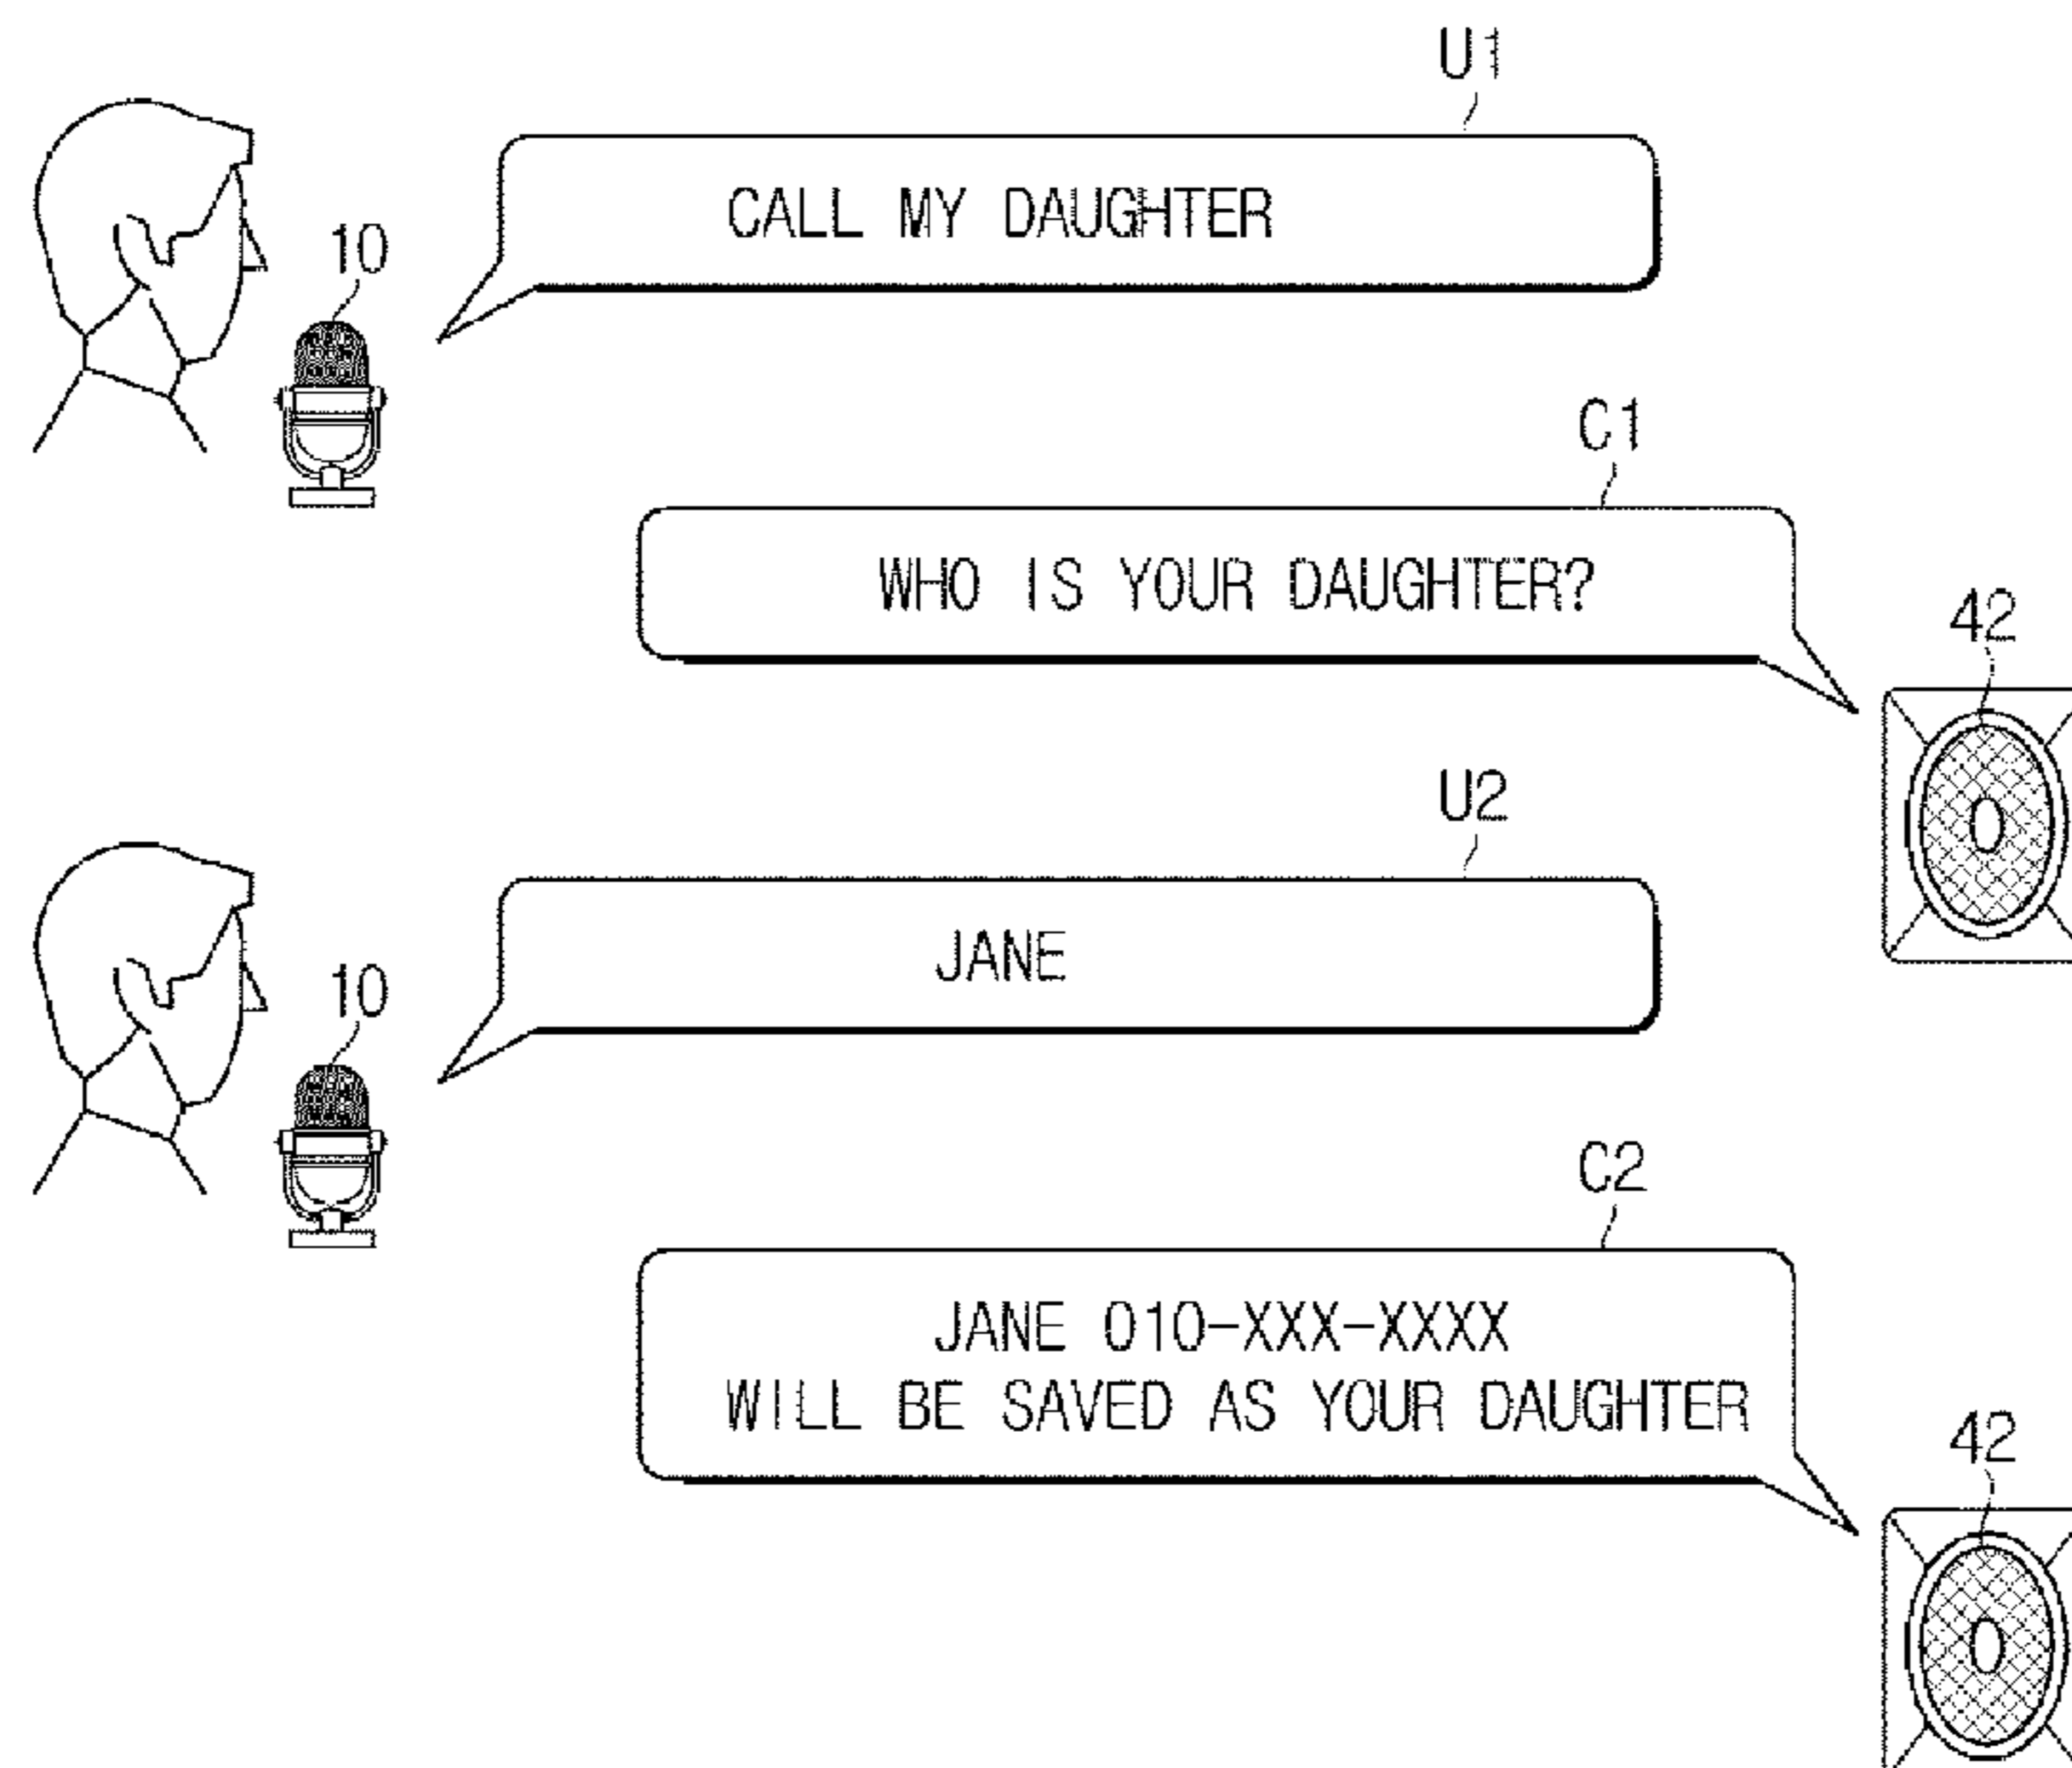 U1
CALL MY DAUGHTER
10
C1
WHO IS YOUR DAUGHTER?
42
U2
JANE
10
C2
JANE 010-XXX-XXXX
WILL BE SAVED AS YOUR DAUGHTER
42